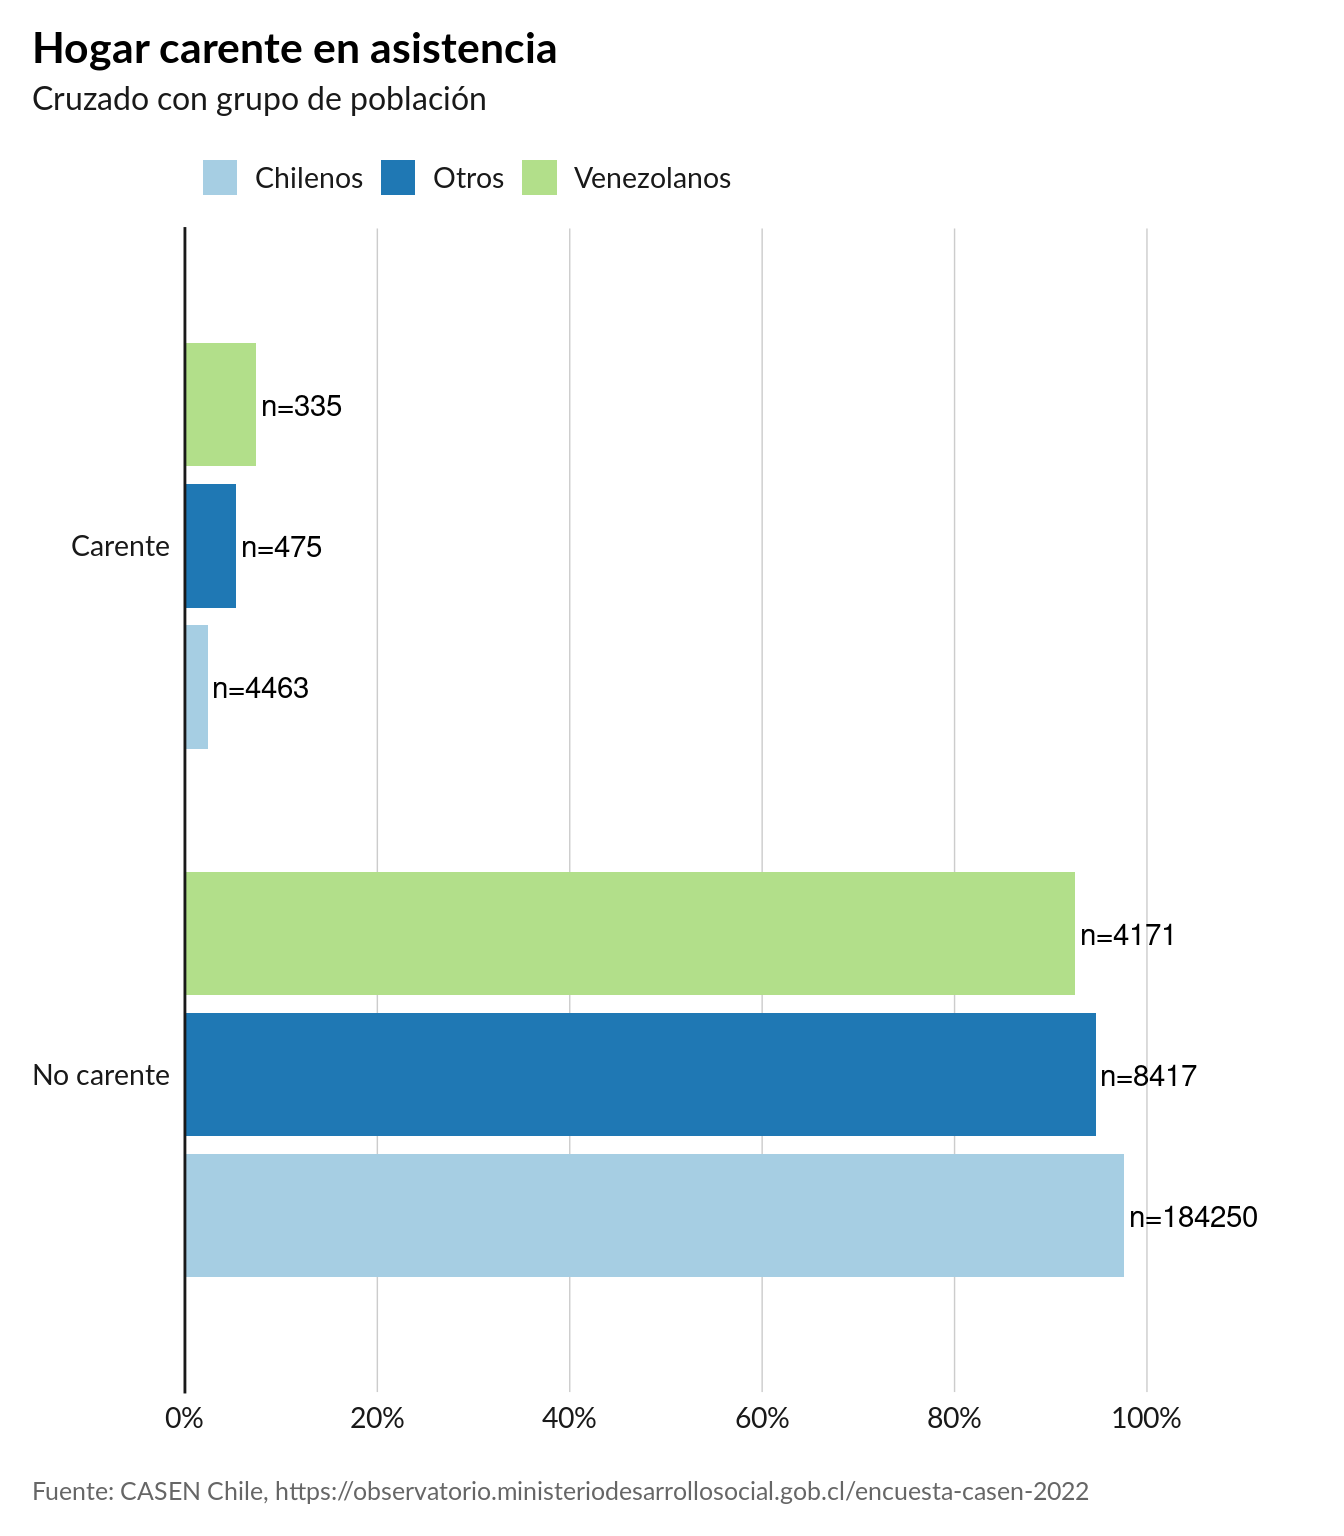 Hogar carente en asistencia
Cruzado con grupo de población
Chilenos Otros Venezolanos
n=335
Carente n=475
n=4463
n=4171
No carente n=8417
n=184250
0% 20% 40% 60% 80% 100%
Fuente: CASEN Chile, https://observatorio.ministeriodesarrollosocial.gob.cl/encuesta-casen-2022